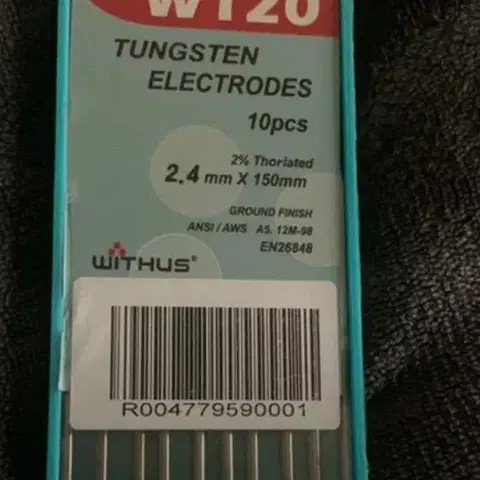 WT20
TUNGSTEN
ELECTRODES
10pcs
2% Thoriated
2.4 mm X 150mm
GROUND FINISH
ANSI / AWS A5. 12M-98
EN26848
WITHUS®
R004779590001